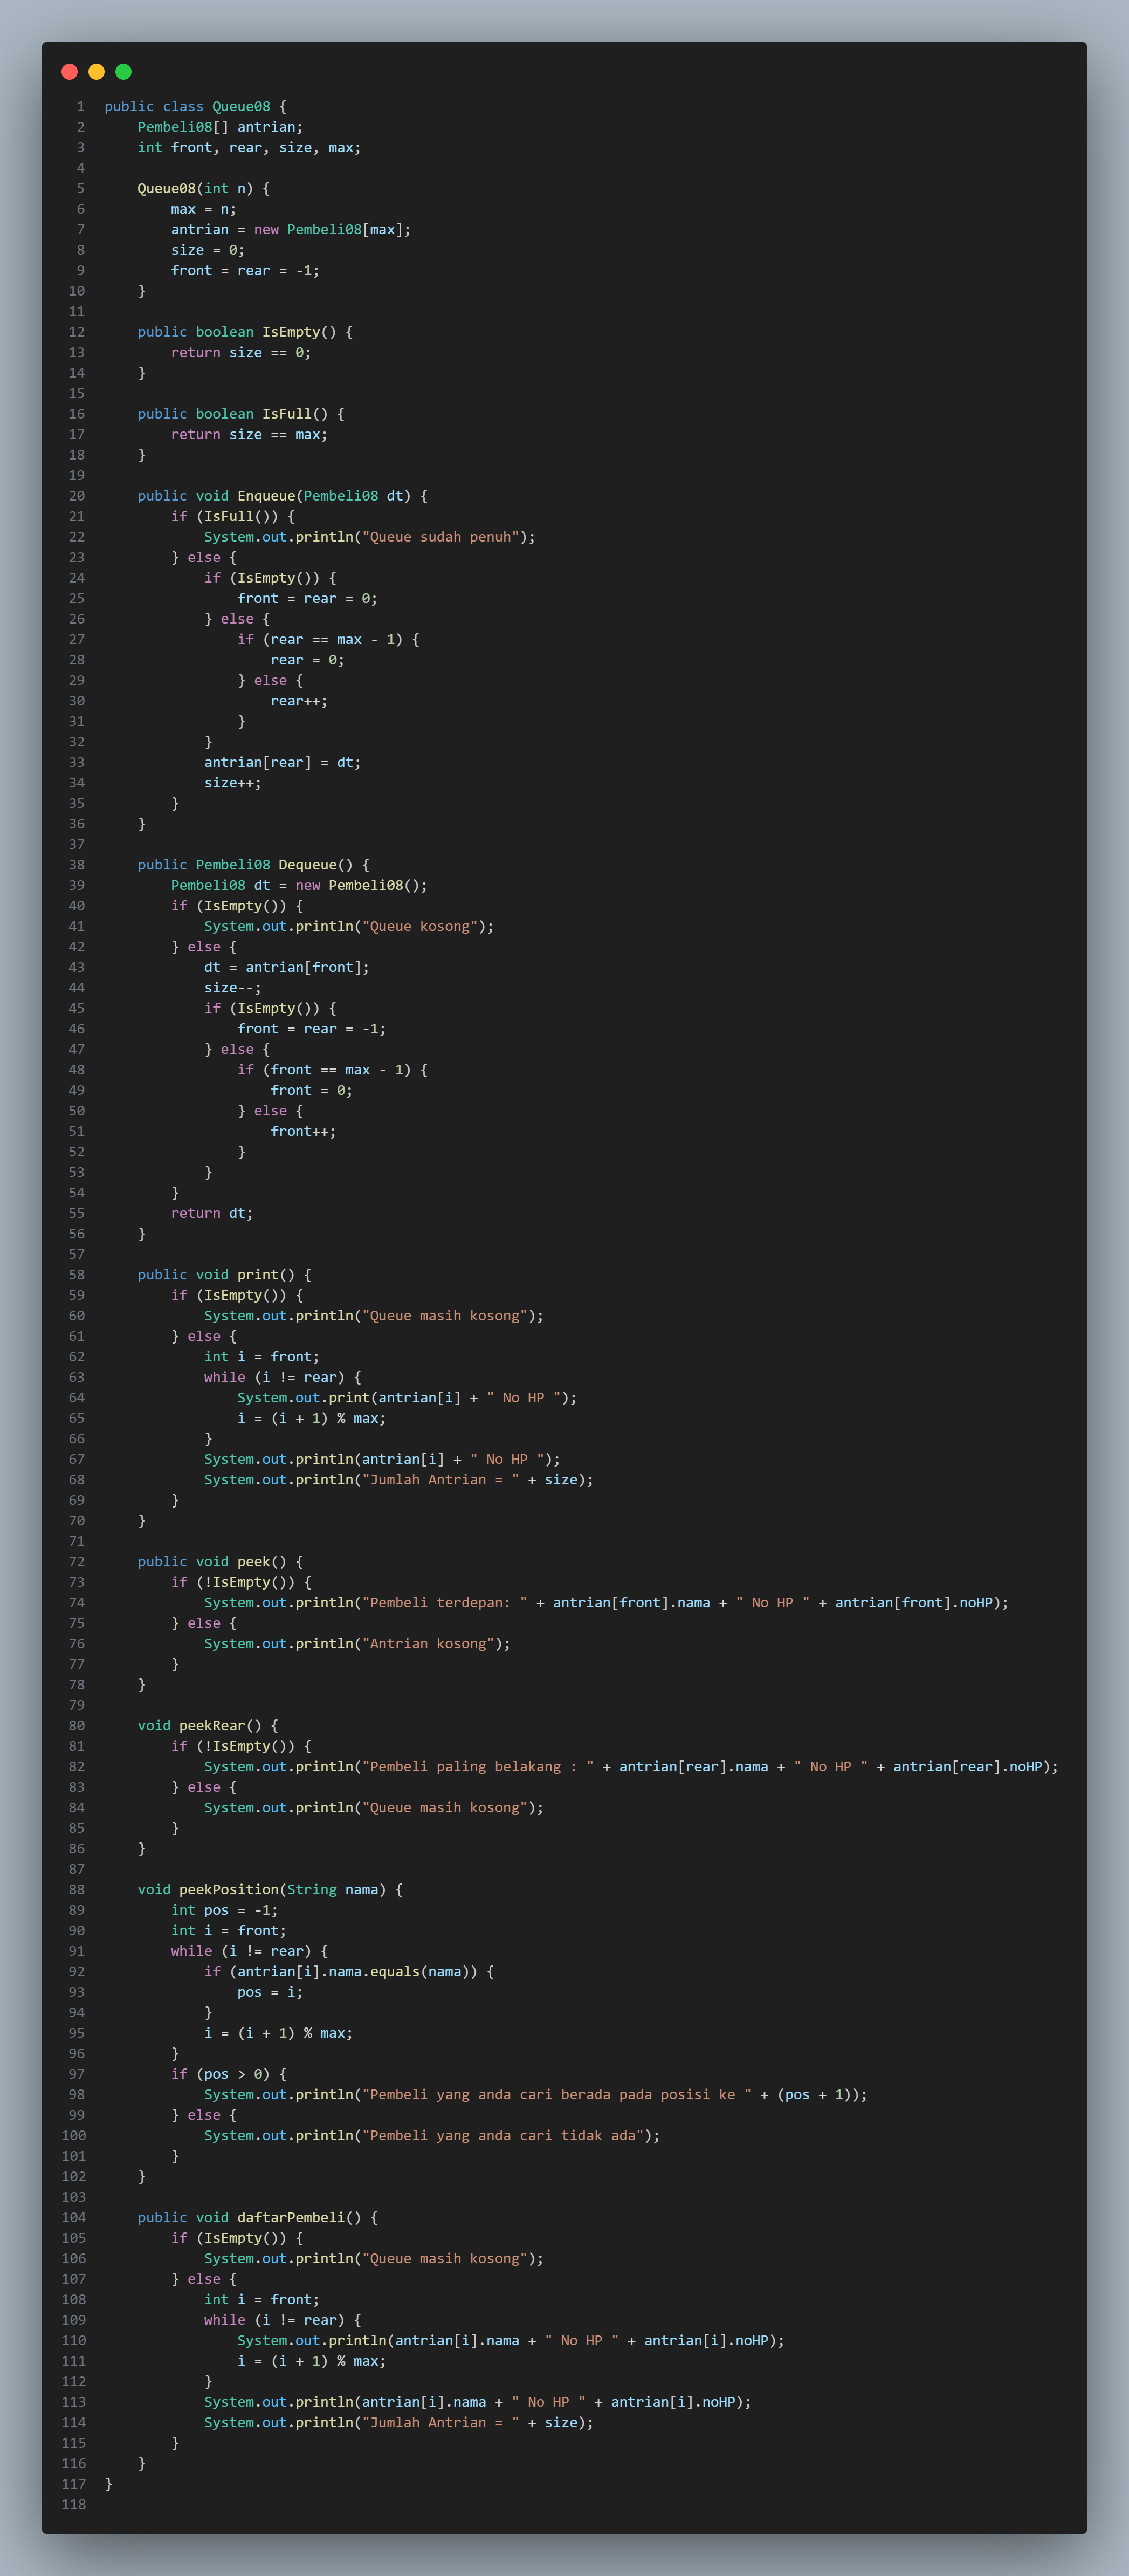 1 public class Queue08 {
2     Pembeli08[] antrian;
3     int front, rear, size, max;
4
5     Queue08(int n) {
6         max = n;
7         antrian = new Pembeli08[max];
8         size = 0;
9         front = rear = -1;
10     }
11
12     public boolean IsEmpty() {
13         return size == 0;
14     }
15
16     public boolean IsFull() {
17         return size == max;
18     }
19
20     public void Enqueue(Pembeli08 dt) {
21         if (IsFull()) {
22             System.out.println("Queue sudah penuh");
23         } else {
24             if (IsEmpty()) {
25                 front = rear = 0;
26             } else {
27                 if (rear == max - 1) {
28                     rear = 0;
29                 } else {
30                     rear++;
31                 }
32             }
33             antrian[rear] = dt;
34             size++;
35         }
36     }
37
38     public Pembeli08 Dequeue() {
39         Pembeli08 dt = new Pembeli08();
40         if (IsEmpty()) {
41             System.out.println("Queue kosong");
42         } else {
43             dt = antrian[front];
44             size--;
45             if (IsEmpty()) {
46                 front = rear = -1;
47             } else {
48                 if (front == max - 1) {
49                     front = 0;
50                 } else {
51                     front++;
52                 }
53             }
54         }
55         return dt;
56     }
57
58     public void print() {
59         if (IsEmpty()) {
60             System.out.println("Queue masih kosong");
61         } else {
62             int i = front;
63             while (i != rear) {
64                 System.out.print(antrian[i] + " No HP ");
65                 i = (i + 1) % max;
66             }
67             System.out.println(antrian[i] + " No HP ");
68             System.out.println("Jumlah Antrian = " + size);
69         }
70     }
71
72     public void peek() {
73         if (!IsEmpty()) {
74             System.out.println("Pembeli terdepan: " + antrian[front].nama + " No HP " + antrian[front].noHP);
75         } else {
76             System.out.println("Antrian kosong");
77         }
78     }
79
80     void peekRear() {
81         if (!IsEmpty()) {
82             System.out.println("Pembeli paling belakang : " + antrian[rear].nama + " No HP " + antrian[rear].noHP);
83         } else {
84             System.out.println("Queue masih kosong");
85         }
86     }
87
88     void peekPosition(String nama) {
89         int pos = -1;
90         int i = front;
91         while (i != rear) {
92             if (antrian[i].nama.equals(nama)) {
93                 pos = i;
94             }
95             i = (i + 1) % max;
96         }
97         if (pos > 0) {
98             System.out.println("Pembeli yang anda cari berada pada posisi ke " + (pos + 1));
99         } else {
100             System.out.println("Pembeli yang anda cari tidak ada");
101         }
102     }
103
104     public void daftarPembeli() {
105         if (IsEmpty()) {
106             System.out.println("Queue masih kosong");
107         } else {
108             int i = front;
109             while (i != rear) {
110                 System.out.println(antrian[i].nama + " No HP " + antrian[i].noHP);
111                 i = (i + 1) % max;
112             }
113             System.out.println(antrian[i].nama + " No HP " + antrian[i].noHP);
114             System.out.println("Jumlah Antrian = " + size);
115         }
116     }
117 }
118